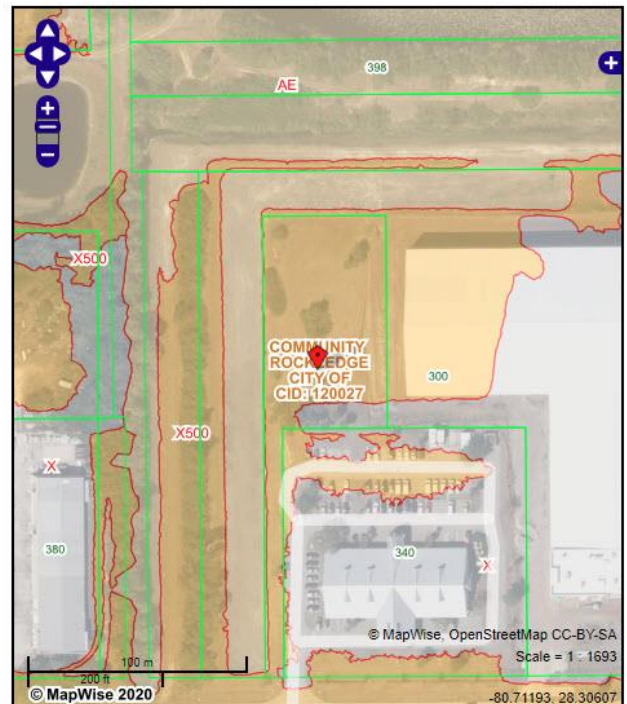 398
AE
X500
COMMUNITY
ROCKLEDGE
CITY OF
CID: 120027
300
X500
X
380
340
X
© MapWise, OpenStreetMap CC-BY-SA
100 m
Scale = 1 : 1693
200 ft
© MapWise 2020
-80.71193, 28.30607